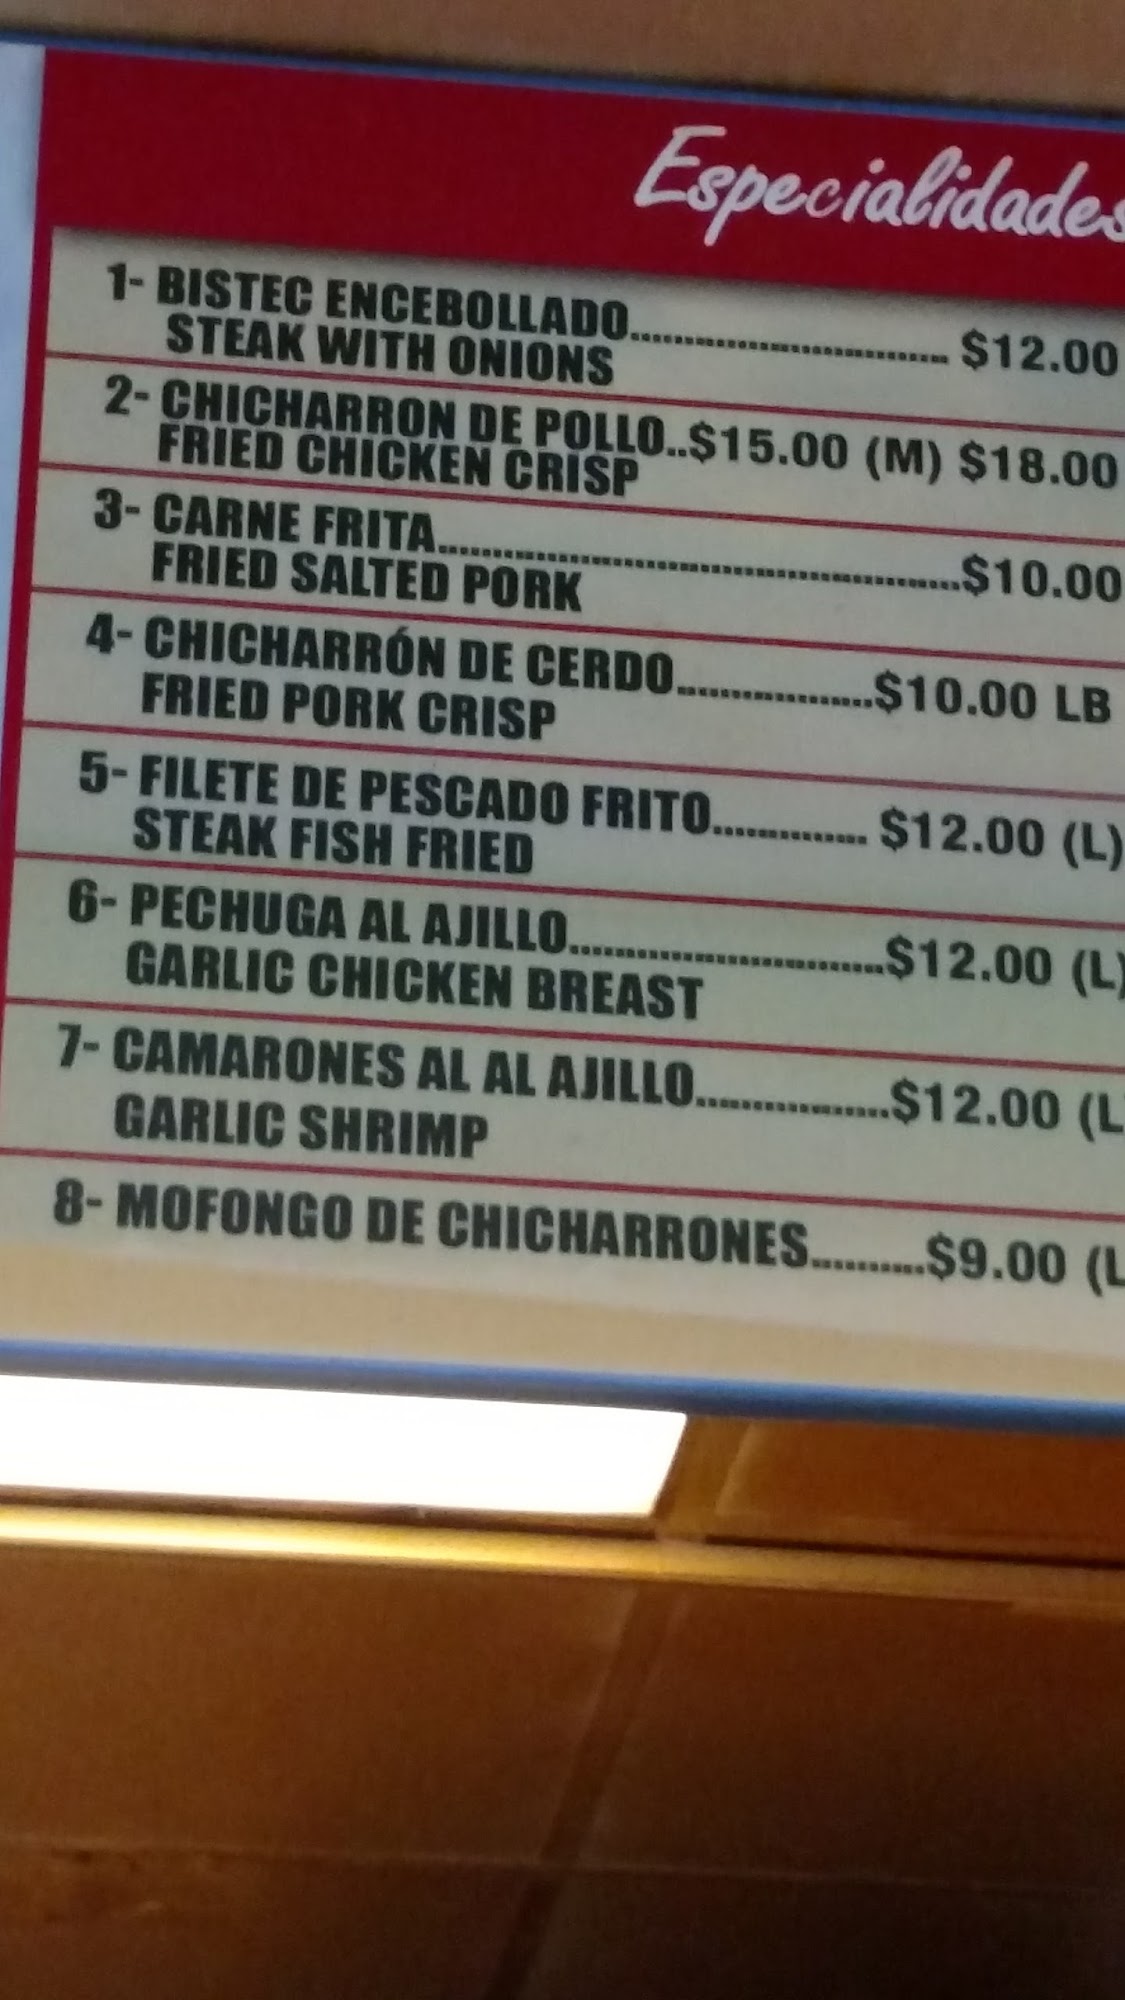 Especialidades
1- BISTEC ENCEBOLLADO.............................. $12.00
STEAK WITH ONIONS
2- CHICHARRON DE POLLO..$15.00 (M) $18.00
FRIED CHICKEN CRISP
3- CARNE FRITA..................................................$10.00
FRIED SALTED PORK
4- CHICHARRÓN DE CERDO...................$10.00 LB
FRIED PORK CRISP
5- FILETE DE PESCADO FRITO.............. $12.00 (L)
STEAK FISH FRIED
6- PECHUGA AL AJILLO..............................$12.00 (L)
GARLIC CHICKEN BREAST
7- CAMARONES AL AL AJILLO..................$12.00 (L
GARLIC SHRIMP
8- MOFONGO DE CHICHARRONES...........$9.00 (L